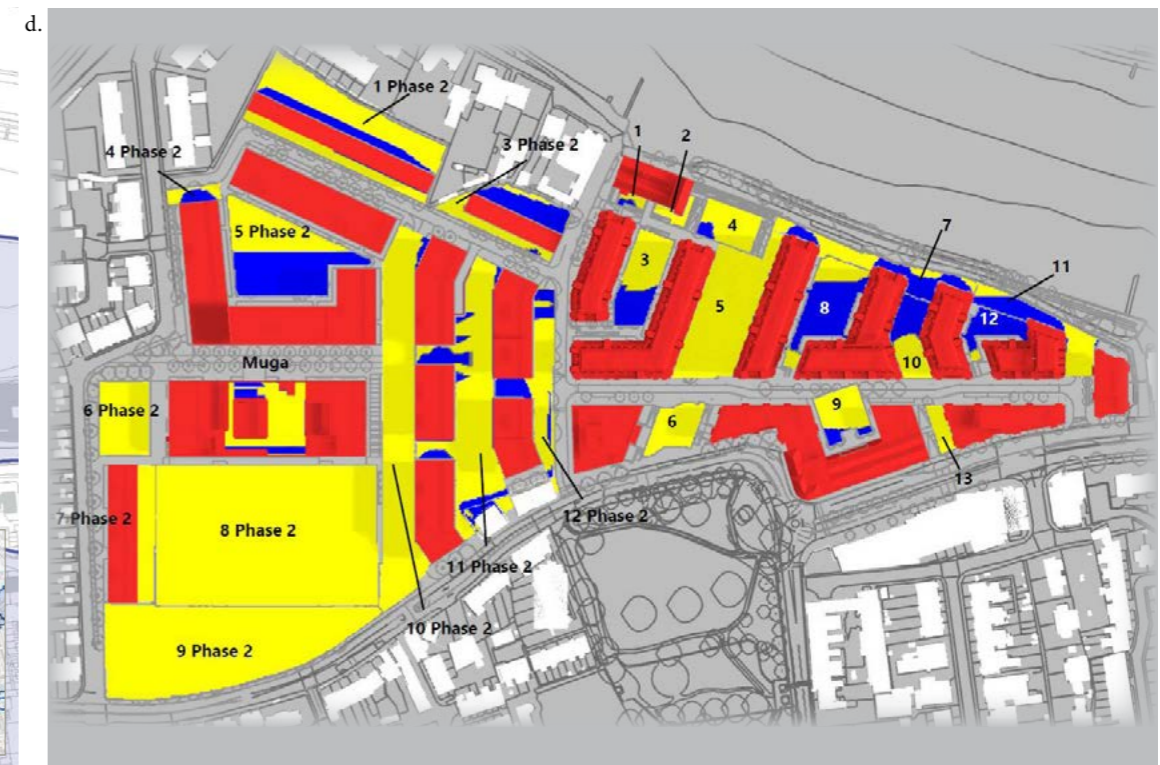 d.
1 Phase 2
3 Phase 2
4 Phase 2
1
2
5 Phase 2
4
7
3
11
5
8
12
Muga
10
6 Phase 2
9
6
13
7 Phase 2
8 Phase 2
12 Phase 2
11 Phase 2
10 Phase 2
9 Phase 2